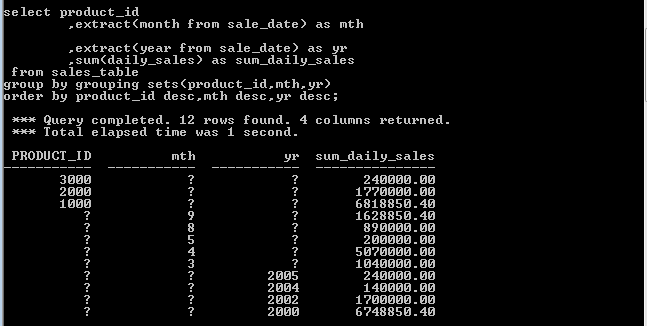 select product_id
,extract(month from sale_date) as mth
,extract(year from sale_date) as yr
,sum(daily_sales) as sum_daily_sales
from sales_table
group by grouping sets(product_id,mth,yr)
order by product_id desc,mth desc,yr desc;
*** Query completed. 12 rows found. 4 columns returned.
*** Total elapsed time was 1 second.
PRODUCT_ID mth yr sum_daily_sales
----------- ----------- ----------- ---------------
3000 ? ? 240000.00
2000 ? ? 1770000.00
1000 ? ? 6818850.40
? 9 ? 1628850.40
? 8 ? 890000.00
? 5 ? 200000.00
? 4 ? 5070000.00
? 3 ? 1040000.00
? ? 2005 240000.00
? ? 2004 140000.00
? ? 2002 1700000.00
? ? 2000 6748850.40